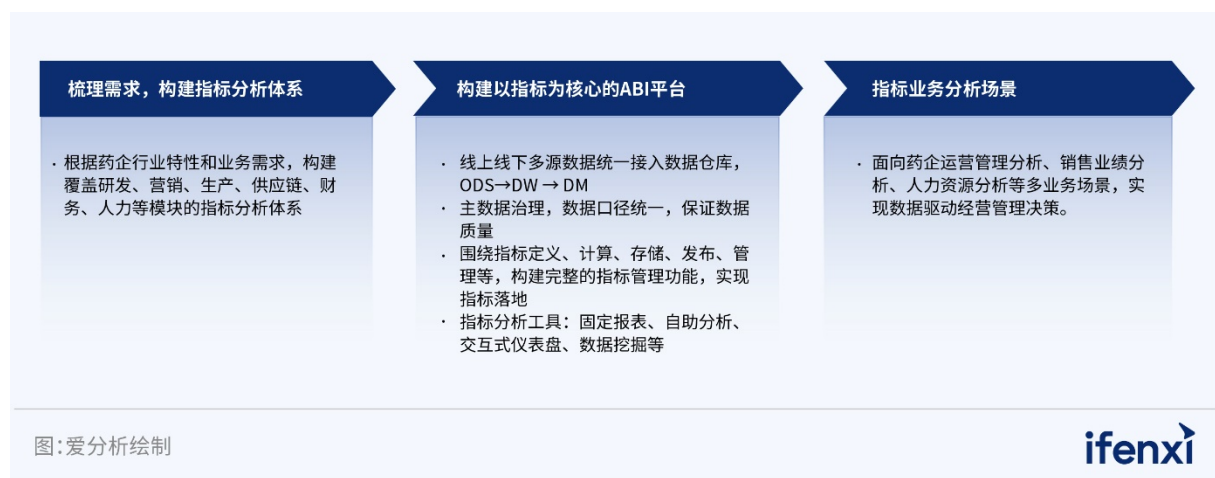 梳理需求，构建指标分析体系
· 根据药企行业特性和业务需求，构建
覆盖研发、营销、生产、供应链、财
务、人力等模块的指标分析体系
构建以指标为核心的ABI平台
· 线上线下多源数据统一接入数据仓库，
ODS→DW → DM
· 主数据治理，数据口径统一，保证数据
质量
· 围绕指标定义、计算、存储、发布、管
理等，构建完整的指标管理功能，实现
指标落地
· 指标分析工具：固定报表、自助分析、
交互式仪表盘、数据挖掘等
指标业务分析场景
· 面向药企运营管理分析、销售业绩分
析、人力资源分析等多业务场景，实
现数据驱动经营管理决策。
图:爱分析绘制
ifenxi